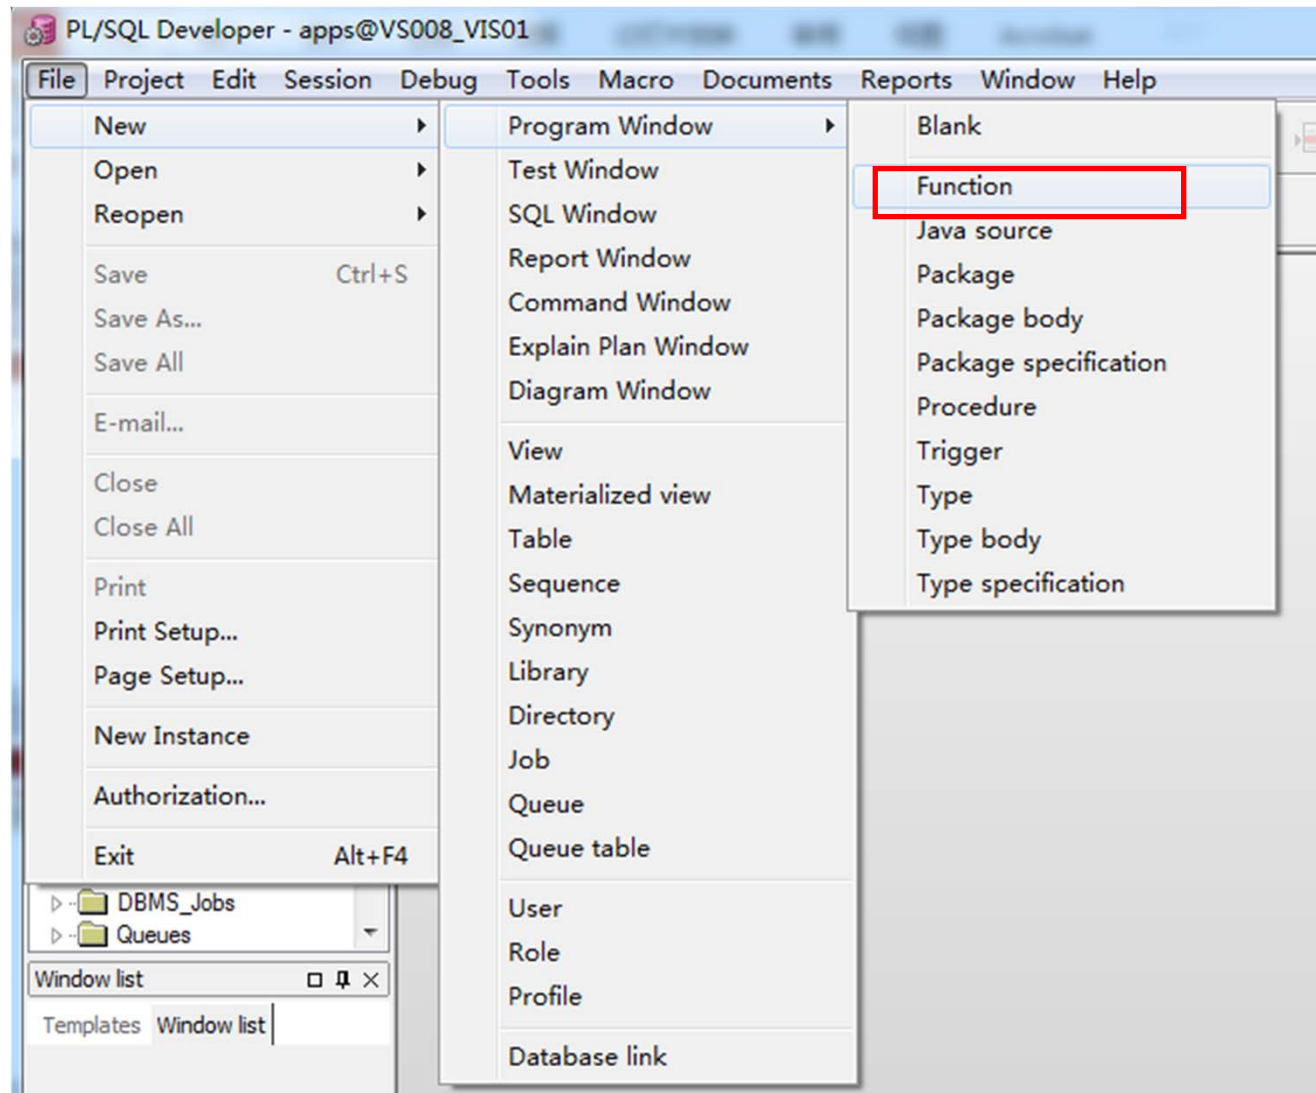 PL/SQL Developer - apps@VS008_VIS01
File Project Edit Session Debug Tools Macro Documents Reports Window Help
New
Open
Reopen
Save Ctrl+S
Save As...
Save All
E-mail...
Close
Close All
Print
Print Setup...
Page Setup...
New Instance
Authorization...
Exit Alt+F4
Program Window
Test Window
SQL Window
Report Window
Command Window
Explain Plan Window
Diagram Window
View
Materialized view
Table
Sequence
Synonym
Library
Directory
Job
Queue
Queue table
User
Role
Profile
Database link
Blank
Function
Java source
Package
Package body
Package specification
Procedure
Trigger
Type
Type body
Type specification
DBMS_Jobs
Queues
Window list
Templates Window list